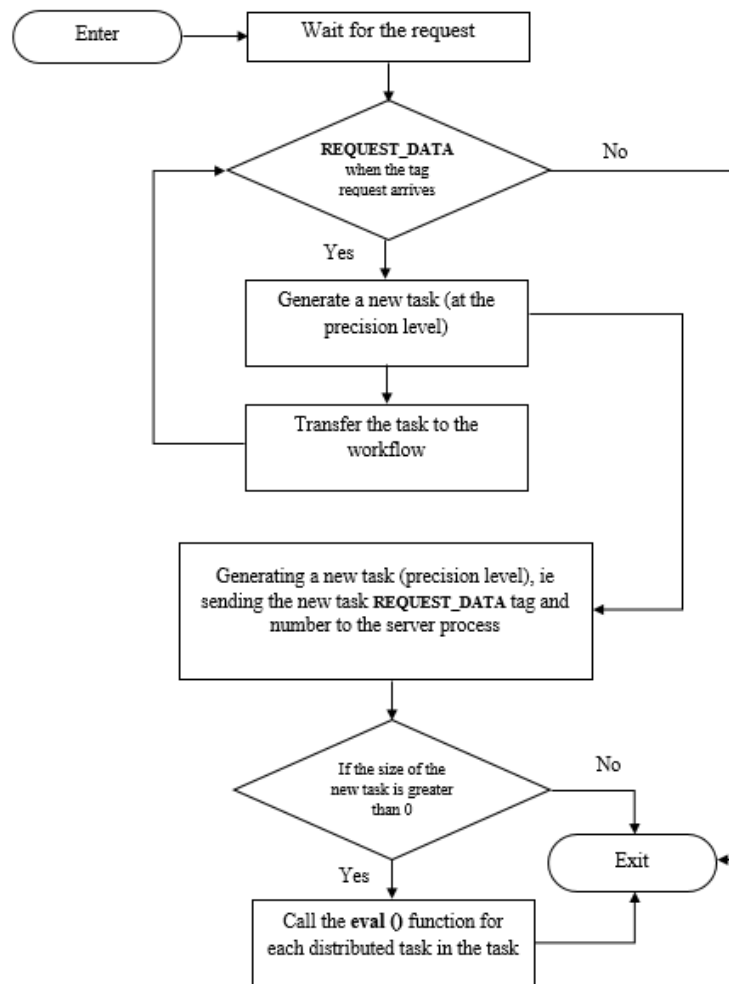 Enter
Wait for the request
REQUEST_DATA
when the tag
request arrives
No
Yes
Generate a new task (at the
precision level)
Transfer the task to the
workflow
Generating a new task (precision level), ie
sending the new task REQUEST_DATA tag and
number to the server process
If the size of the
new task is greater
than 0
No
Yes
Exit
Call the eval () function for
each distributed task in the task